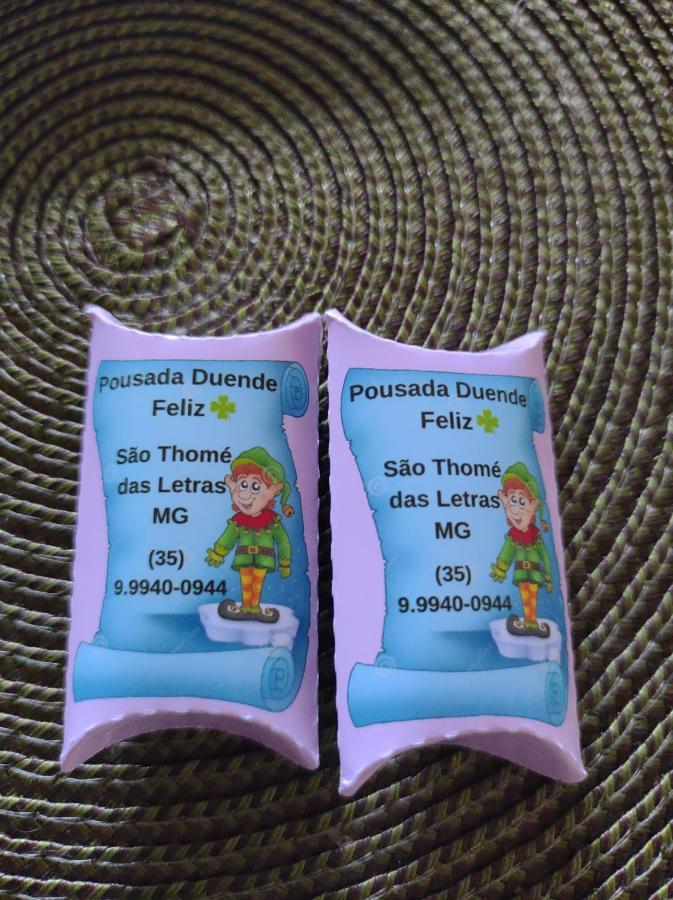 Pousada Duende
Feliz
São Thomé
das Letras
MG
(35)
9.9940-0944
Pousada Duende
Feliz
São Thomé
das Letras
MG
(35)
9.9940-0944